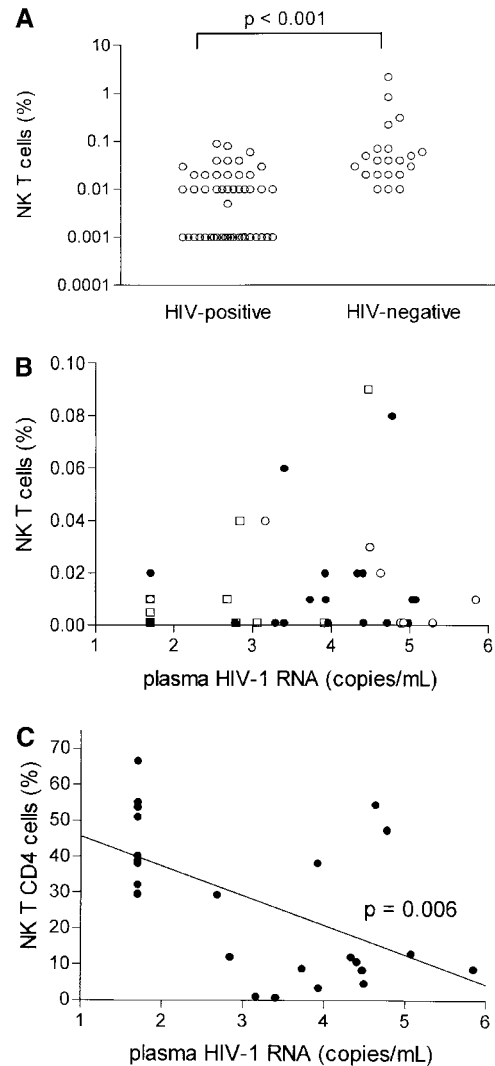 A
p < 0.001
NK T cells (%)
10
1
0.1
0.01
0.001
0.0001
HIV-positive
HIV-negative
B
NK T cells (%)
0.10
0.08
0.06
0.04
0.02
0.00
1 2 3 4 5 6
plasma HIV-1 RNA (copies/mL)
C
NK T CD4 cells (%)
70
60
50
40
30
20
10
0
p = 0.006
1 2 3 4 5 6
plasma HIV-1 RNA (copies/mL)